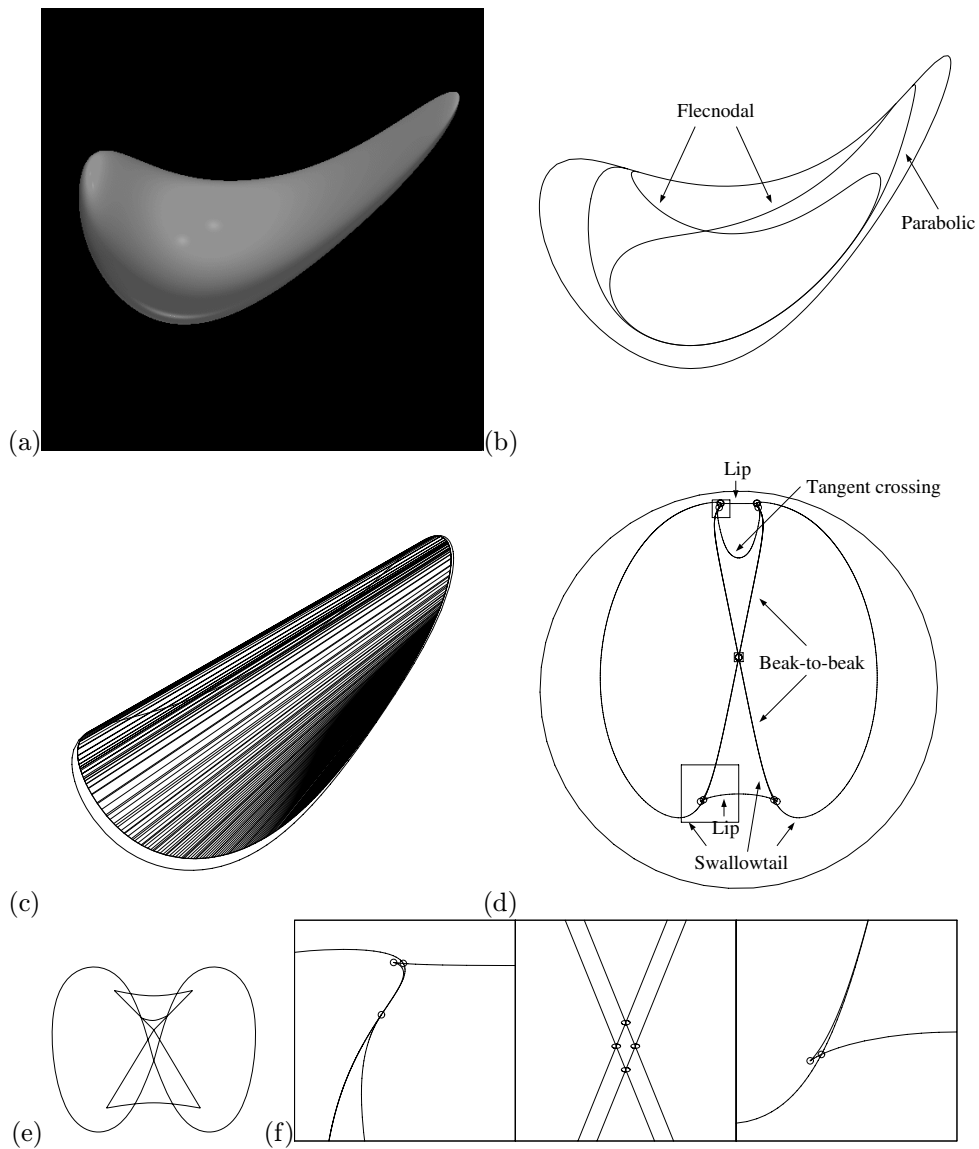 Flecnodal
Parabolic
(a)
(b)
Lip
Tangent crossing
Beak-to-beak
Lip
Swallowtail
(c)
(d)
(e)
(f)